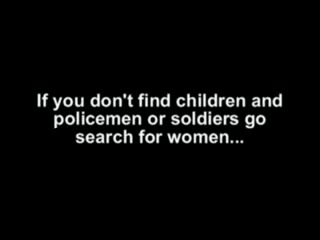 If you don't find children and
policemen or soldiers go
search for women...